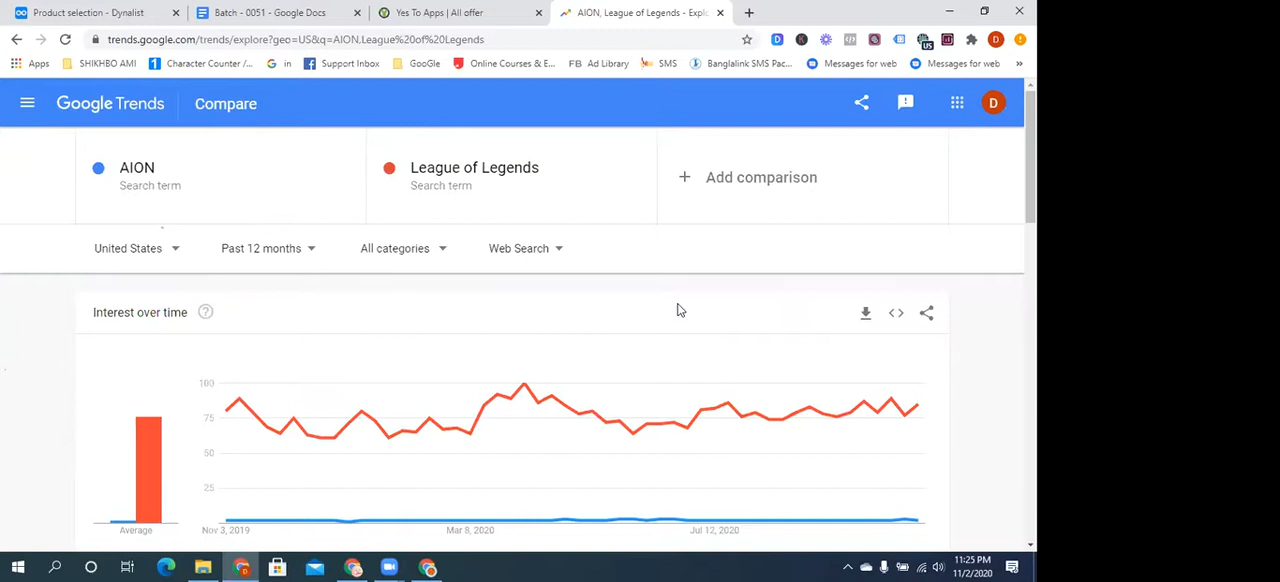 Product selection - Dynalist
Batch - 0051 - Google Docs
Yes To Apps | All offer
AION, League of Legends - Explo
trends.google.com/trends/explore?geo=US&q=AION,League%20of%20Legends
US
D
Apps
SHIKHBO AMI
Character Counter /...
in
Support Inbox
GooGle
Online Courses & E...
FB Ad Library
SMS
Banglalink SMS Pac...
Messages for web
Messages for web
»
Google Trends
Compare
D
AION
Search term
League of Legends
Search term
+ Add comparison
United States
Past 12 months
All categories
Web Search
Interest over time
?
100
75
50
25
Average
Nov 3, 2019
Mar 8, 2020
Jul 12, 2020
11:25 PM
11/2/2020